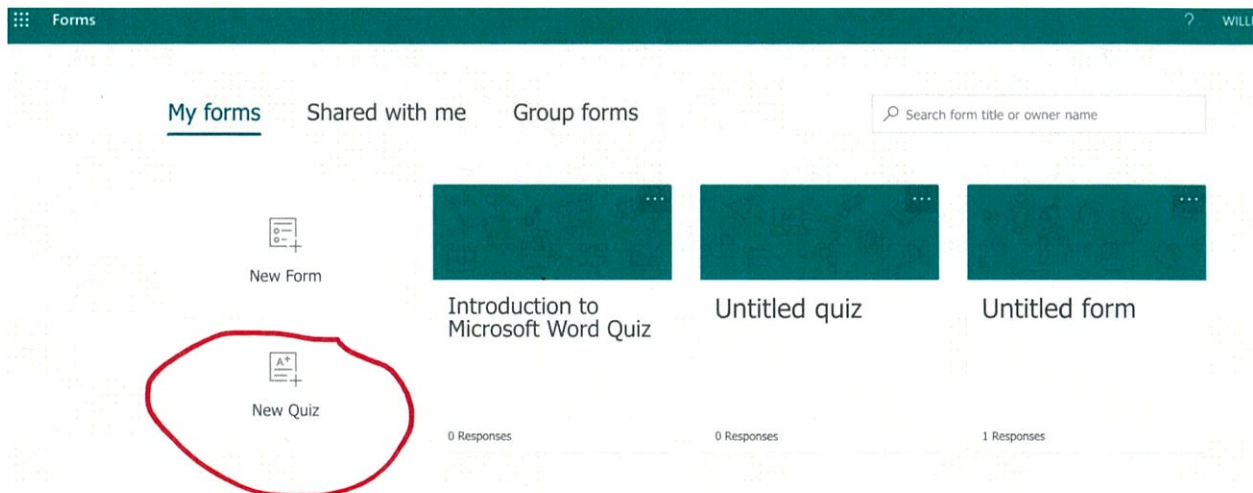 Forms
?
WILLI
My forms
Shared with me
Group forms
Search form title or owner name
...
...
...
New Form
Introduction to
Microsoft Word Quiz
Untitled quiz
Untitled form
A+
New Quiz
0 Responses
0 Responses
1 Responses